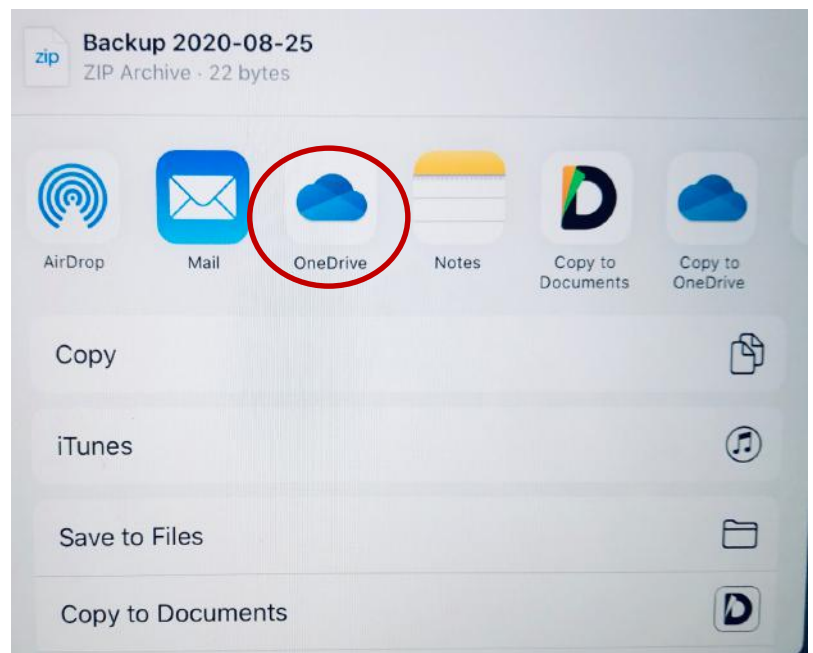 zip
Backup 2020-08-25
ZIP Archive · 22 bytes
AirDrop
Mail
OneDrive
Notes
Copy to
Documents
Copy to
OneDrive
Copy
iTunes
Save to Files
Copy to Documents